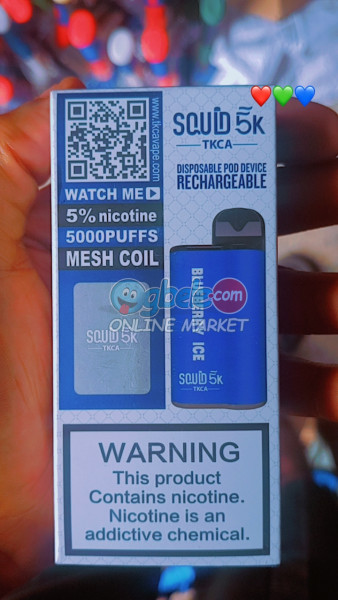 www.tkcavape.com
SQUID 5K
TKCA
DISPOSABLE POD DEVICE
RECHARGEABLE
WATCH ME
5% nicotine
5000PUFFS
MESH COIL
BLUEBERRY ICE
.com
ONLINE MARKET
SQUID 5K
TKCA
SQUID 5K
TKCA
WARNING
This product
Contains nicotine.
Nicotine is an
addictive chemical.